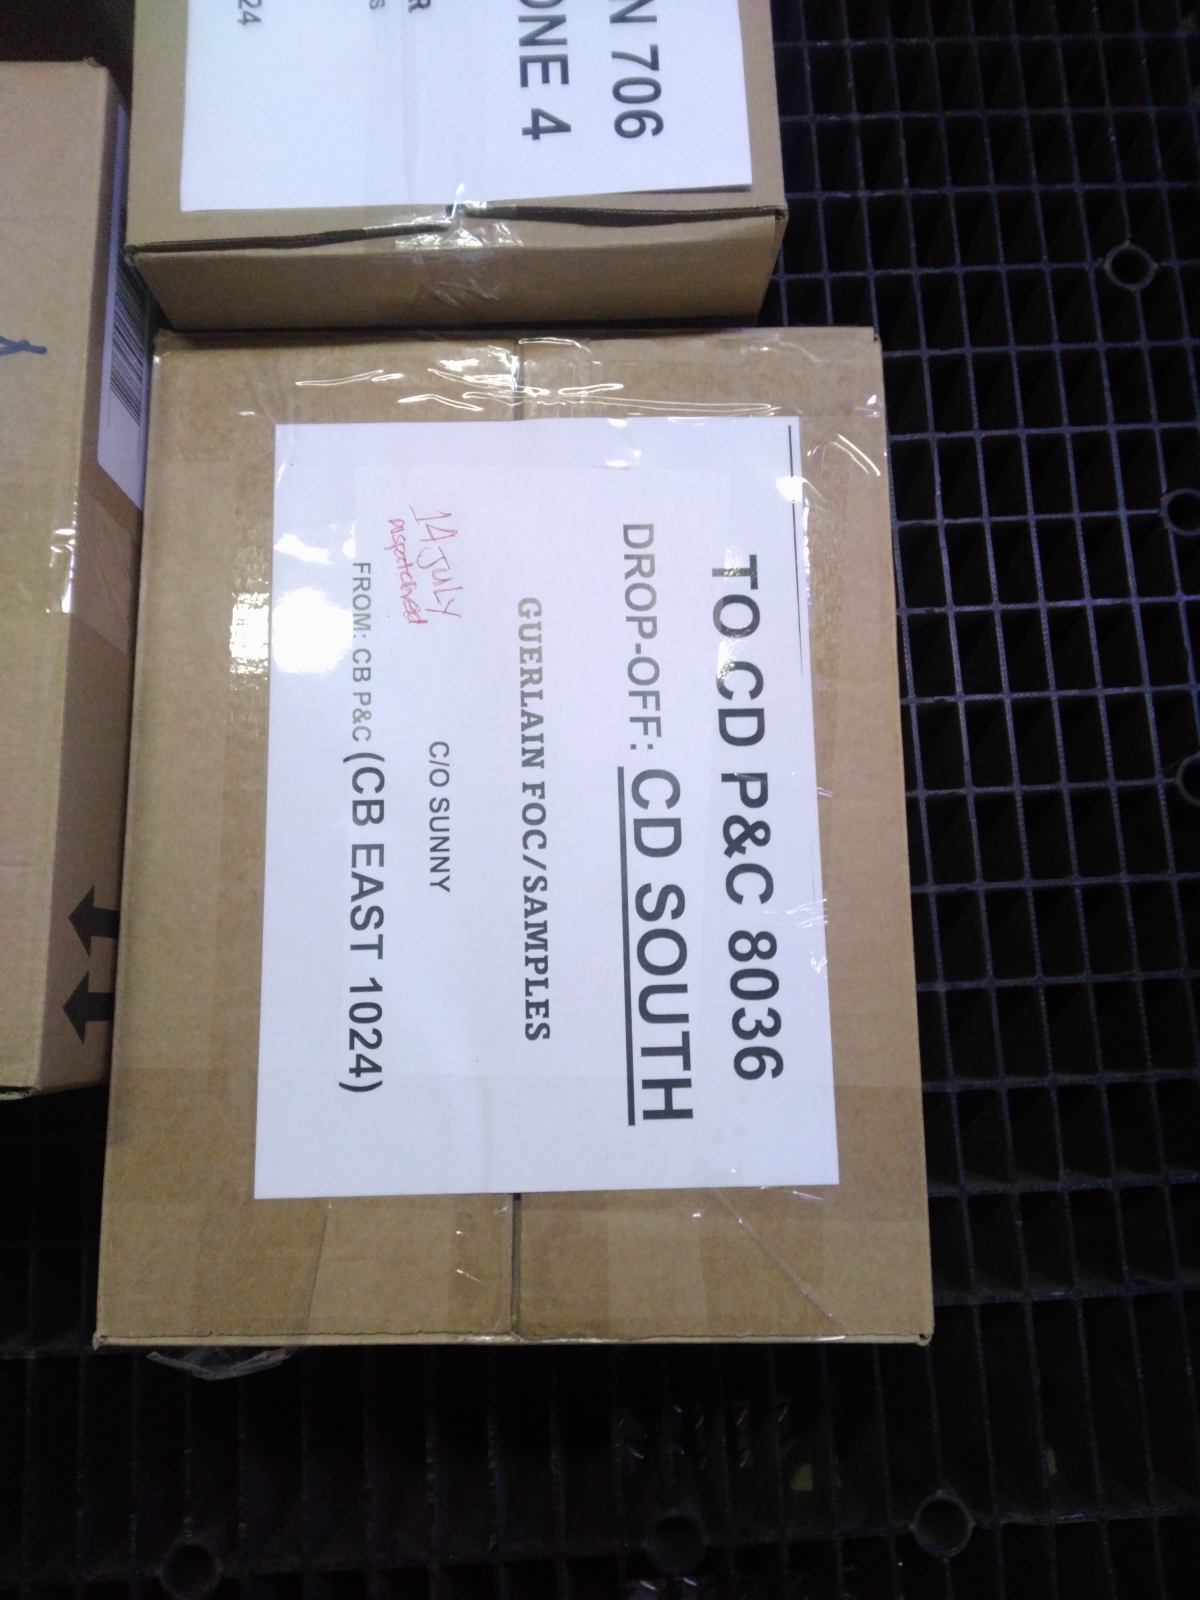 N 706
ONE 4
R
S
24
TO CD P&C 8036
DROP-OFF: CD SOUTH
GUERLAIN FOC/SAMPLES
C/O SUNNY
14 JULY
Dispatched
FROM: CB P&C (CB EAST 1024)